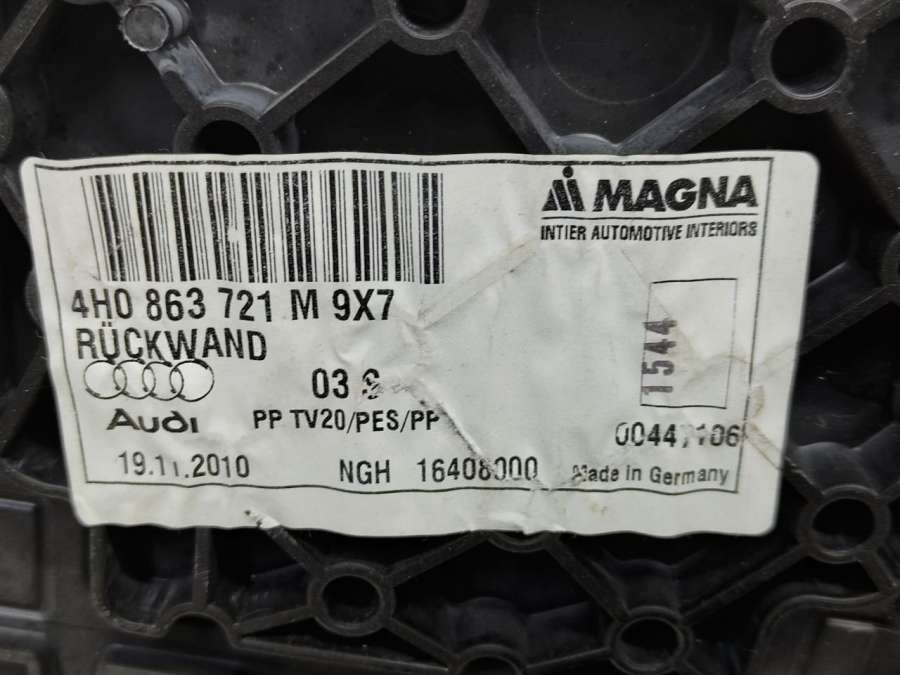 MAGNA
INTIER AUTOMOTIVE INTERIORS
4H0 863 721 M 9X7
RÜCKWAND
1544
03 S
Audi
PP TV20/PES/PP
00447106
19.11.2010
NGH 16408000
Made in Germany